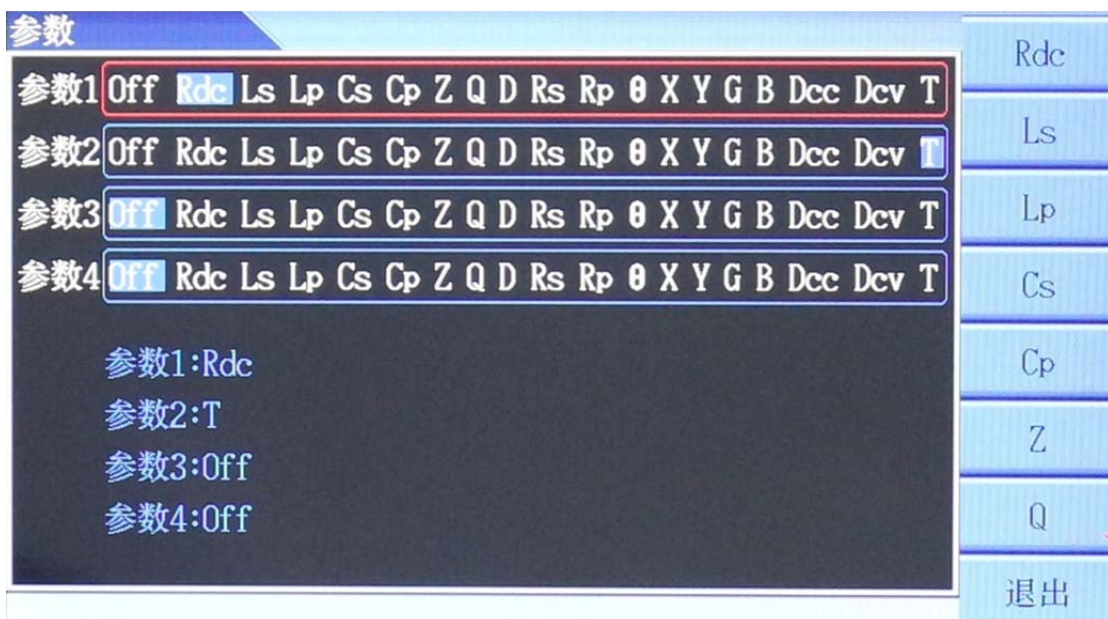 参数
参数1 Off Rdc Ls Lp Cs Cp Z Q D Rs Rp θ X Y G B Dcc Dcv T
参数2 Off Rdc Ls Lp Cs Cp Z Q D Rs Rp θ X Y G B Dcc Dcv T
参数3 Off Rdc Ls Lp Cs Cp Z Q D Rs Rp θ X Y G B Dcc Dcv T
参数4 Off Rdc Ls Lp Cs Cp Z Q D Rs Rp θ X Y G B Dcc Dcv T
参数1:Rdc
参数2:T
参数3:Off
参数4:Off
Rdc
Ls
Lp
Cs
Cp
Z
Q
退出